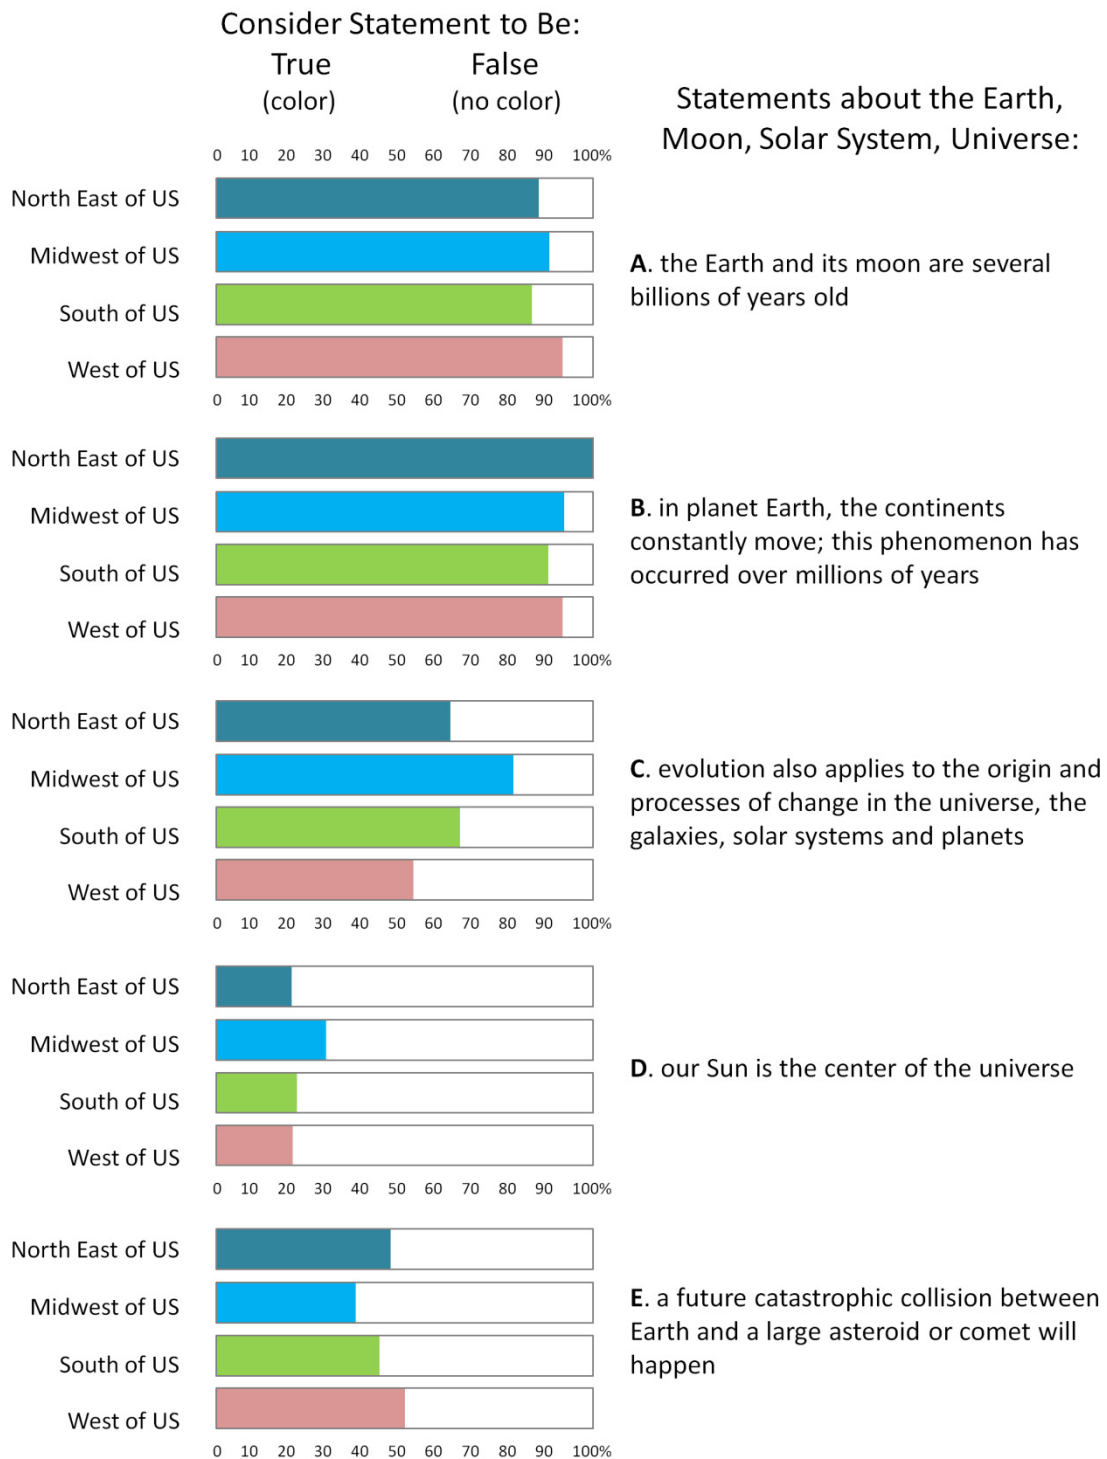 Consider Statement to Be:
True False
(color) (no color)
Statements about the Earth,
Moon, Solar System, Universe:
0 10 20 30 40 50 60 70 80 90 100%
North East of US
Midwest of US
South of US
West of US
A. the Earth and its moon are several
billions of years old
0 10 20 30 40 50 60 70 80 90 100%
North East of US
Midwest of US
South of US
West of US
B. in planet Earth, the continents
constantly move; this phenomenon has
occurred over millions of years
0 10 20 30 40 50 60 70 80 90 100%
North East of US
Midwest of US
South of US
West of US
C. evolution also applies to the origin and
processes of change in the universe, the
galaxies, solar systems and planets
0 10 20 30 40 50 60 70 80 90 100%
North East of US
Midwest of US
South of US
West of US
D. our Sun is the center of the universe
0 10 20 30 40 50 60 70 80 90 100%
North East of US
Midwest of US
South of US
West of US
E. a future catastrophic collision between
Earth and a large asteroid or comet will
happen
0 10 20 30 40 50 60 70 80 90 100%